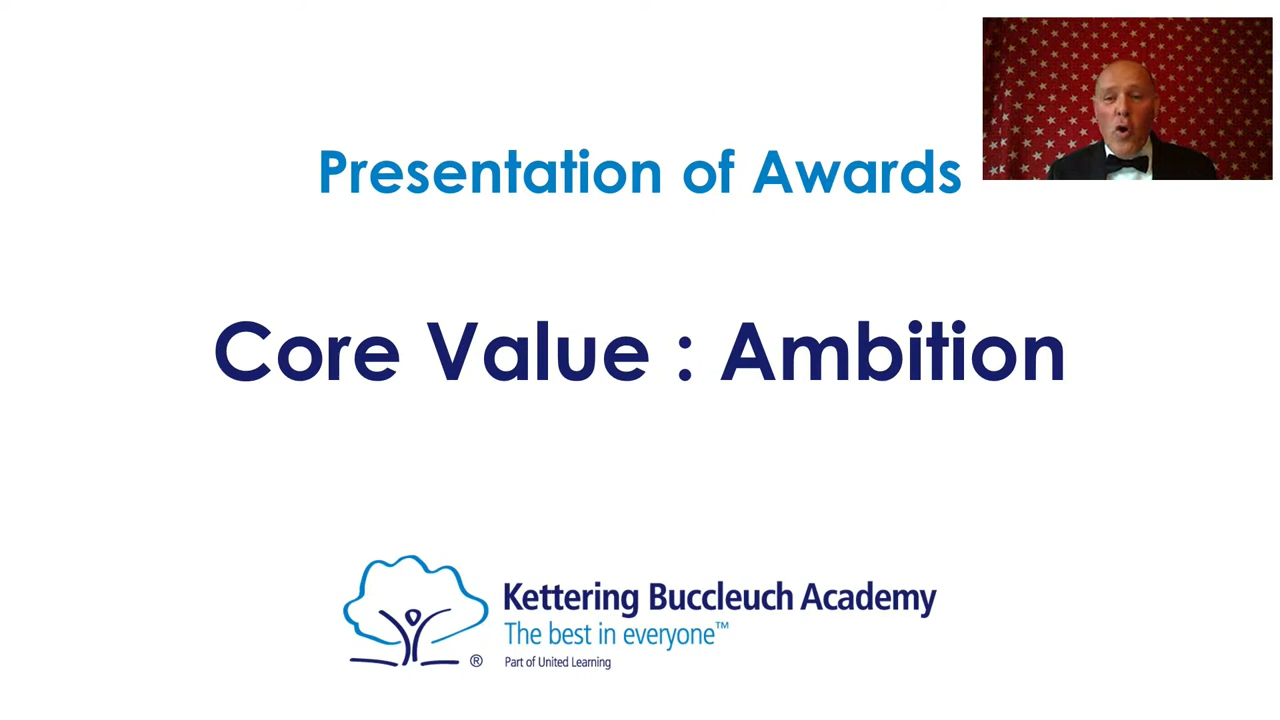 Presentation of Awards
Core Value : Ambition
Kettering Buccleuch Academy
The best in everyone™
Part of United Learning
®